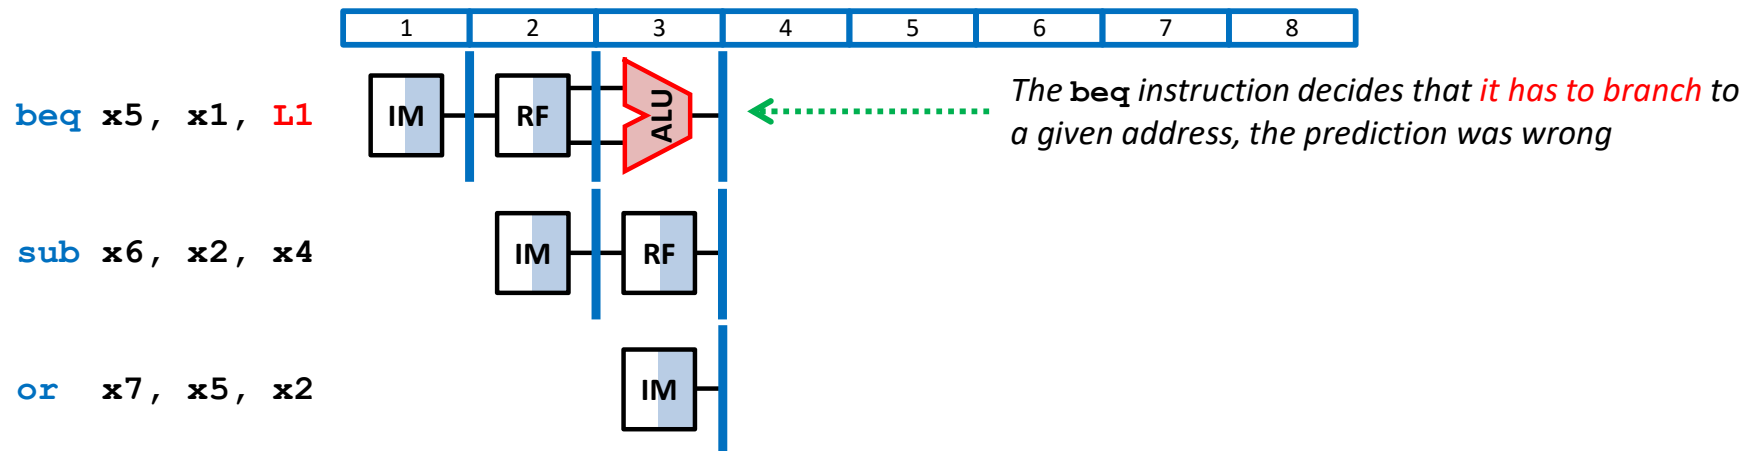 1 2 3 4 5 6 7 8
beq x5, x1, L1
IM RF ALU
The beq instruction decides that it has to branch to
a given address, the prediction was wrong
sub x6, x2, x4
IM RF
or x7, x5, x2
IM